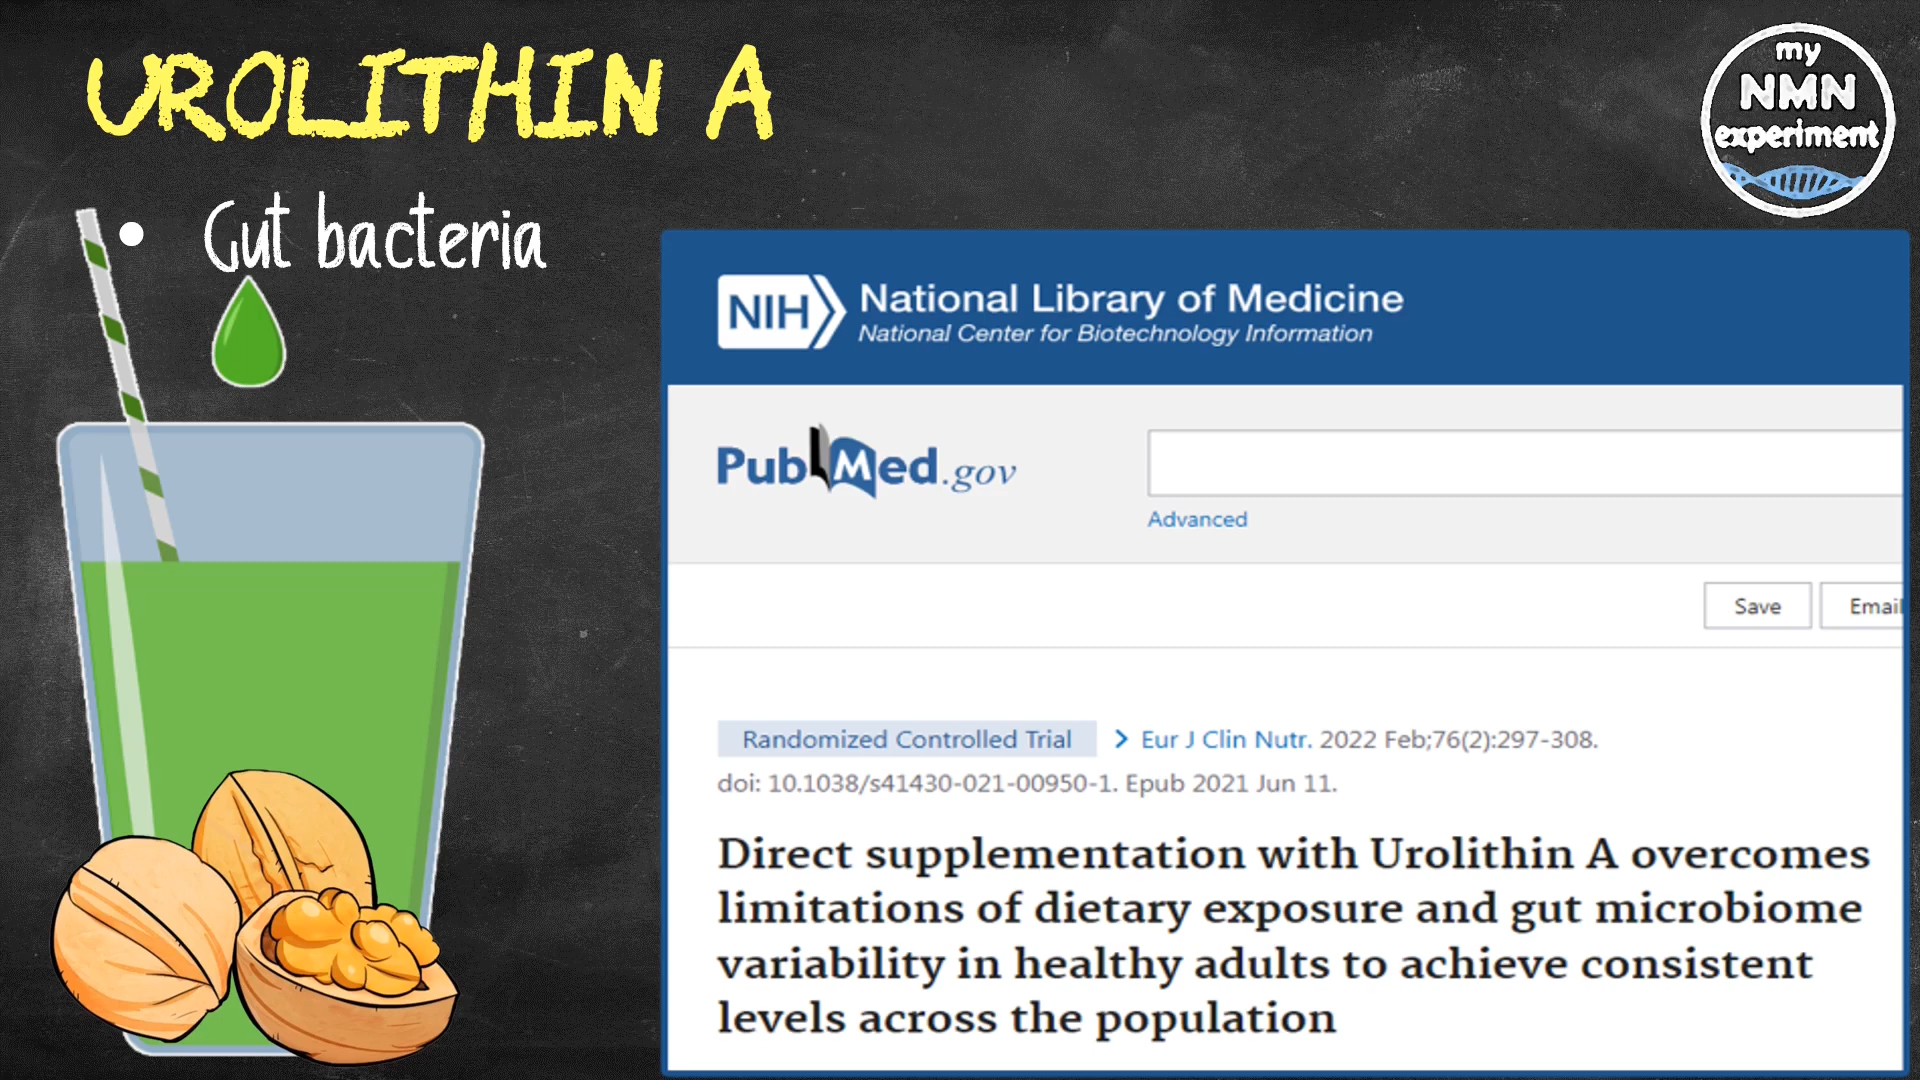 UROLITHIN A
my
NMN
experiment
• Gut bacteria
NIH National Library of Medicine
National Center for Biotechnology Information
PubMed.gov
Advanced
Save
Email
Randomized Controlled Trial > Eur J Clin Nutr. 2022 Feb;76(2):297-308.
doi: 10.1038/s41430-021-00950-1. Epub 2021 Jun 11.
Direct supplementation with Urolithin A overcomes
limitations of dietary exposure and gut microbiome
variability in healthy adults to achieve consistent
levels across the population